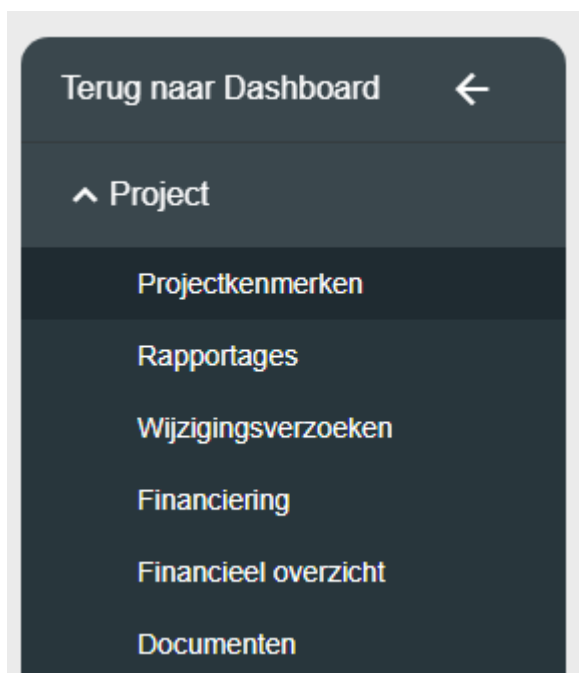 Terug naar Dashboard
Project
Projectkenmerken
Rapportages
Wijzigingsverzoeken
Financiering
Financieel overzicht
Documenten